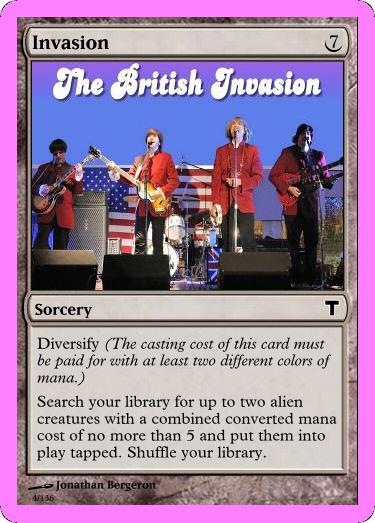 Invasion 7
The British Invasion
Sorcery T
Diversify (The casting cost of this card must
be paid for with at least two different colors of
mana.)
Search your library for up to two alien
creatures with a combined converted mana
cost of no more than 5 and put them into
play tapped. Shuffle your library.
Jonathan Bergeron
4/136